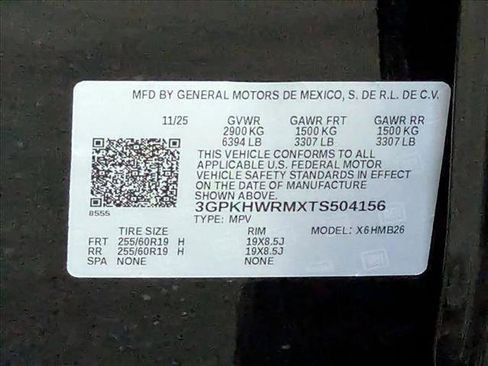 MFD BY GENERAL MOTORS DE MEXICO, S. DE R.L. DE C.V.
11/25 GVWR GAWR FRT GAWR RR
2900 KG 1500 KG 1500 KG
6394 LB 3307 LB 3307 LB
THIS VEHICLE CONFORMS TO ALL
APPLICABLE U.S. FEDERAL MOTOR
VEHICLE SAFETY STANDARDS IN EFFECT
ON THE DATE OF MANUFACTURE
SHOWN ABOVE.
3GPKHWRMXTS504156
8555 TYPE: MPV
TIRE SIZE RIM MODEL: X6HMB26
FRT 255/60R19 H 19X8.5J
RR 255/60R19 H 19X8.5J
SPA NONE NONE